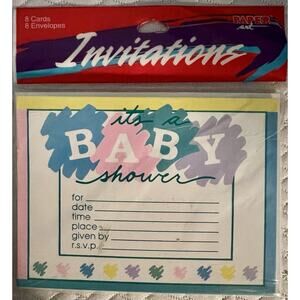 8 Cards
8 Envelopes
PAPER
art
Invitations
it's a
BABY
shower
for
date
time
place
given by
r.s.v.p.